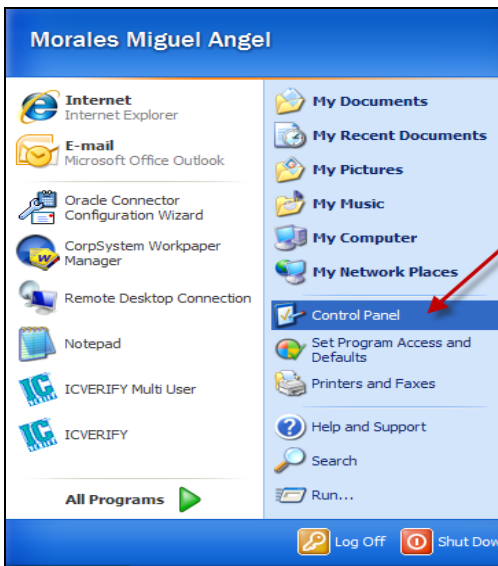 Morales Miguel Angel
Internet
Internet Explorer
E-mail
Microsoft Office Outlook
Oracle Connector
Configuration Wizard
CorpSystem Workpaper
Manager
Remote Desktop Connection
Notepad
ICVERIFY Multi User
ICVERIFY
All Programs
My Documents
My Recent Documents
My Pictures
My Music
My Computer
My Network Places
Control Panel
Set Program Access and
Defaults
Printers and Faxes
Help and Support
Search
Run...
Log Off
Shut Dow